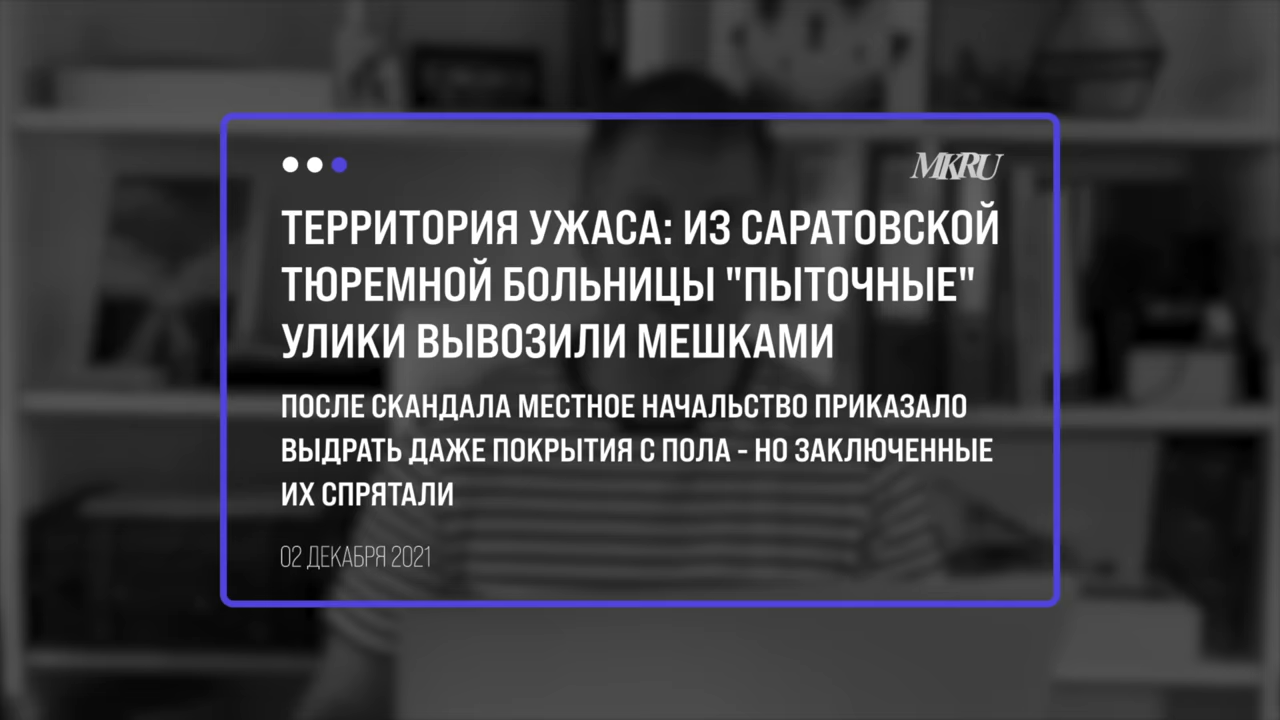 MKRU
ТЕРРИТОРИЯ УЖАСА: ИЗ САРАТОВСКОЙ
ТЮРЕМНОЙ БОЛЬНИЦЫ "ПЫТОЧНЫЕ"
УЛИКИ ВЫВОЗИЛИ МЕШКАМИ
ПОСЛЕ СКАНДАЛА МЕСТНОЕ НАЧАЛЬСТВО ПРИКАЗАЛО
ВЫДРАТЬ ДАЖЕ ПОКРЫТИЯ С ПОЛА - НО ЗАКЛЮЧЕННЫЕ
ИХ СПРЯТАЛИ
02 ДЕКАБРЯ 2021